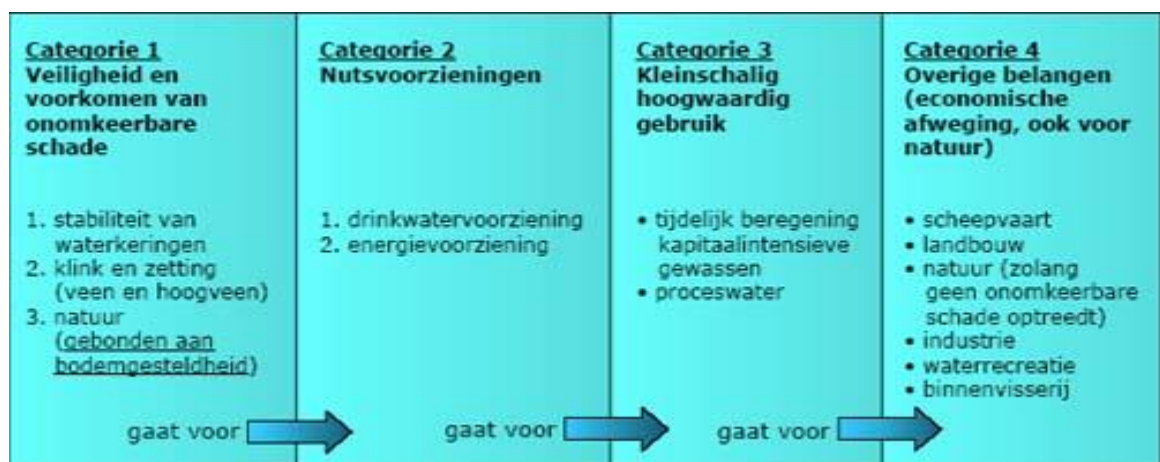 Categorie 1
Veiligheid en
voorkomen van
onomkeerbare
schade
1. stabiliteit van
waterkeringen
2. klink en zetting
(veen en hoogveen)
3. natuur
(gebonden aan
bodemgesteldheid)
gaat voor
Categorie 2
Nutsvoorzieningen
1. drinkwatervoorziening
2. energievoorziening
gaat voor
Categorie 3
Kleinschalig
hoogwaardig
gebruik
• tijdelijk beregening
kapitaalintensieve
gewassen
• proceswater
gaat voor
Categorie 4
Overige belangen
(economische
afweging, ook voor
natuur)
• scheepvaart
• landbouw
• natuur (zolang
geen onomkeerbare
schade optreedt)
• industrie
• waterrecreatie
• binnenvisserij